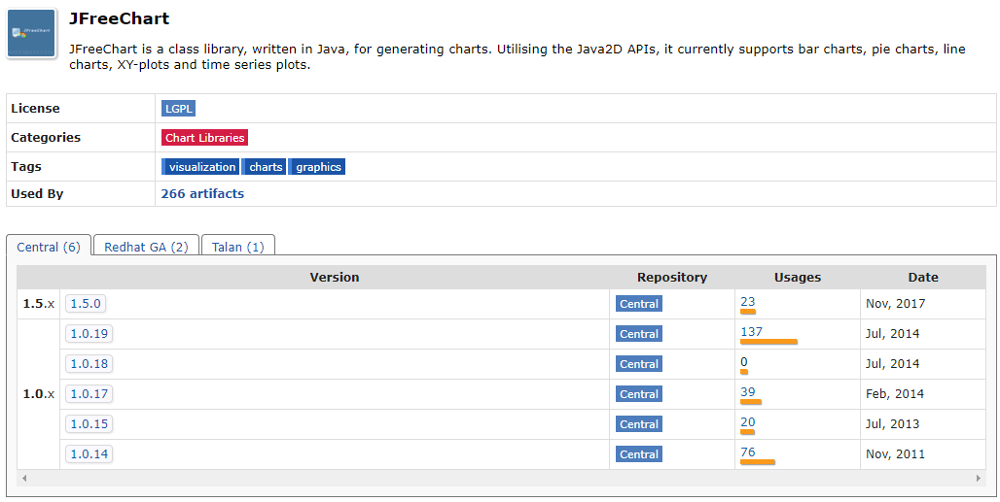 JFreeChart
JFreeChart
JFreeChart is a class library, written in Java, for generating charts. Utilising the Java2D APIs, it currently supports bar charts, pie charts, line
charts, XY-plots and time series plots.
License LGPL
Categories Chart Libraries
Tags visualization charts graphics
Used By 266 artifacts
Central (6) Redhat GA (2) Talan (1)
Version Repository Usages Date
1.5.x 1.5.0 Central 23 Nov, 2017
1.0.19 Central 137 Jul, 2014
1.0.18 Central 0 Jul, 2014
1.0.x 1.0.17 Central 39 Feb, 2014
1.0.15 Central 20 Jul, 2013
1.0.14 Central 76 Nov, 2011